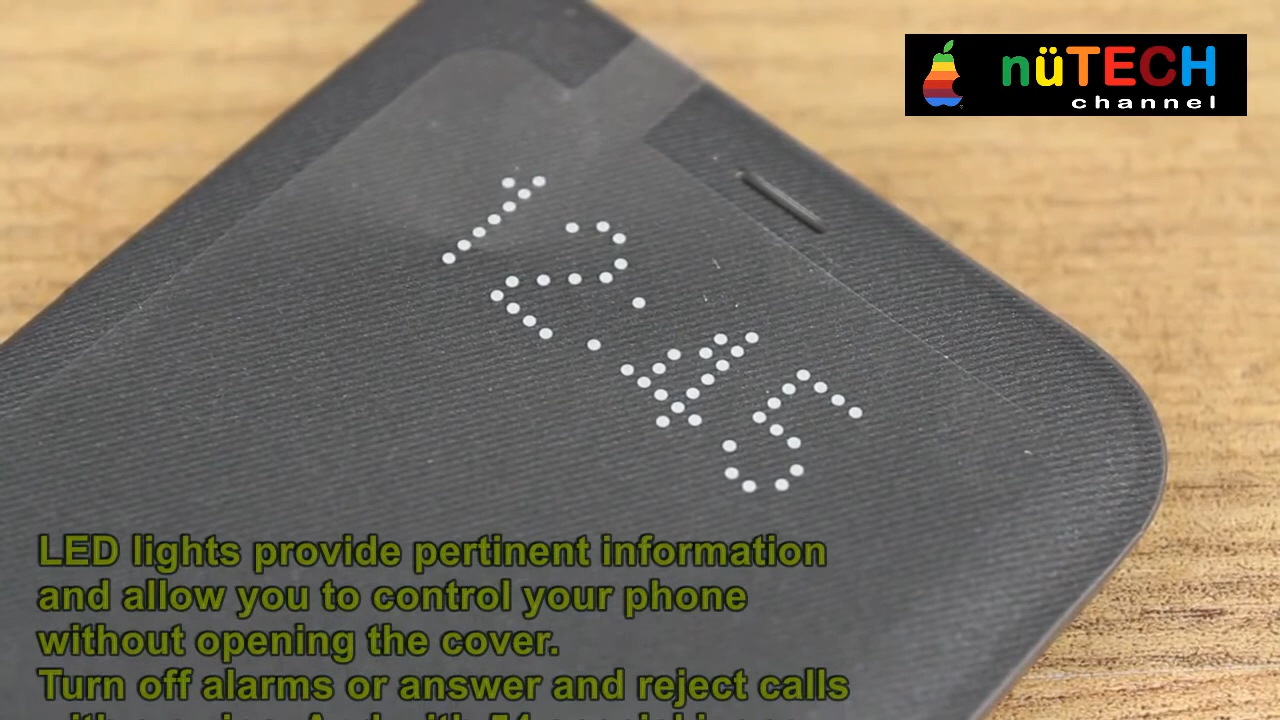 nüTECH
channel
12:45
LED lights provide pertinent information
and allow you to control your phone
without opening the cover.
Turn off alarms or answer and reject calls